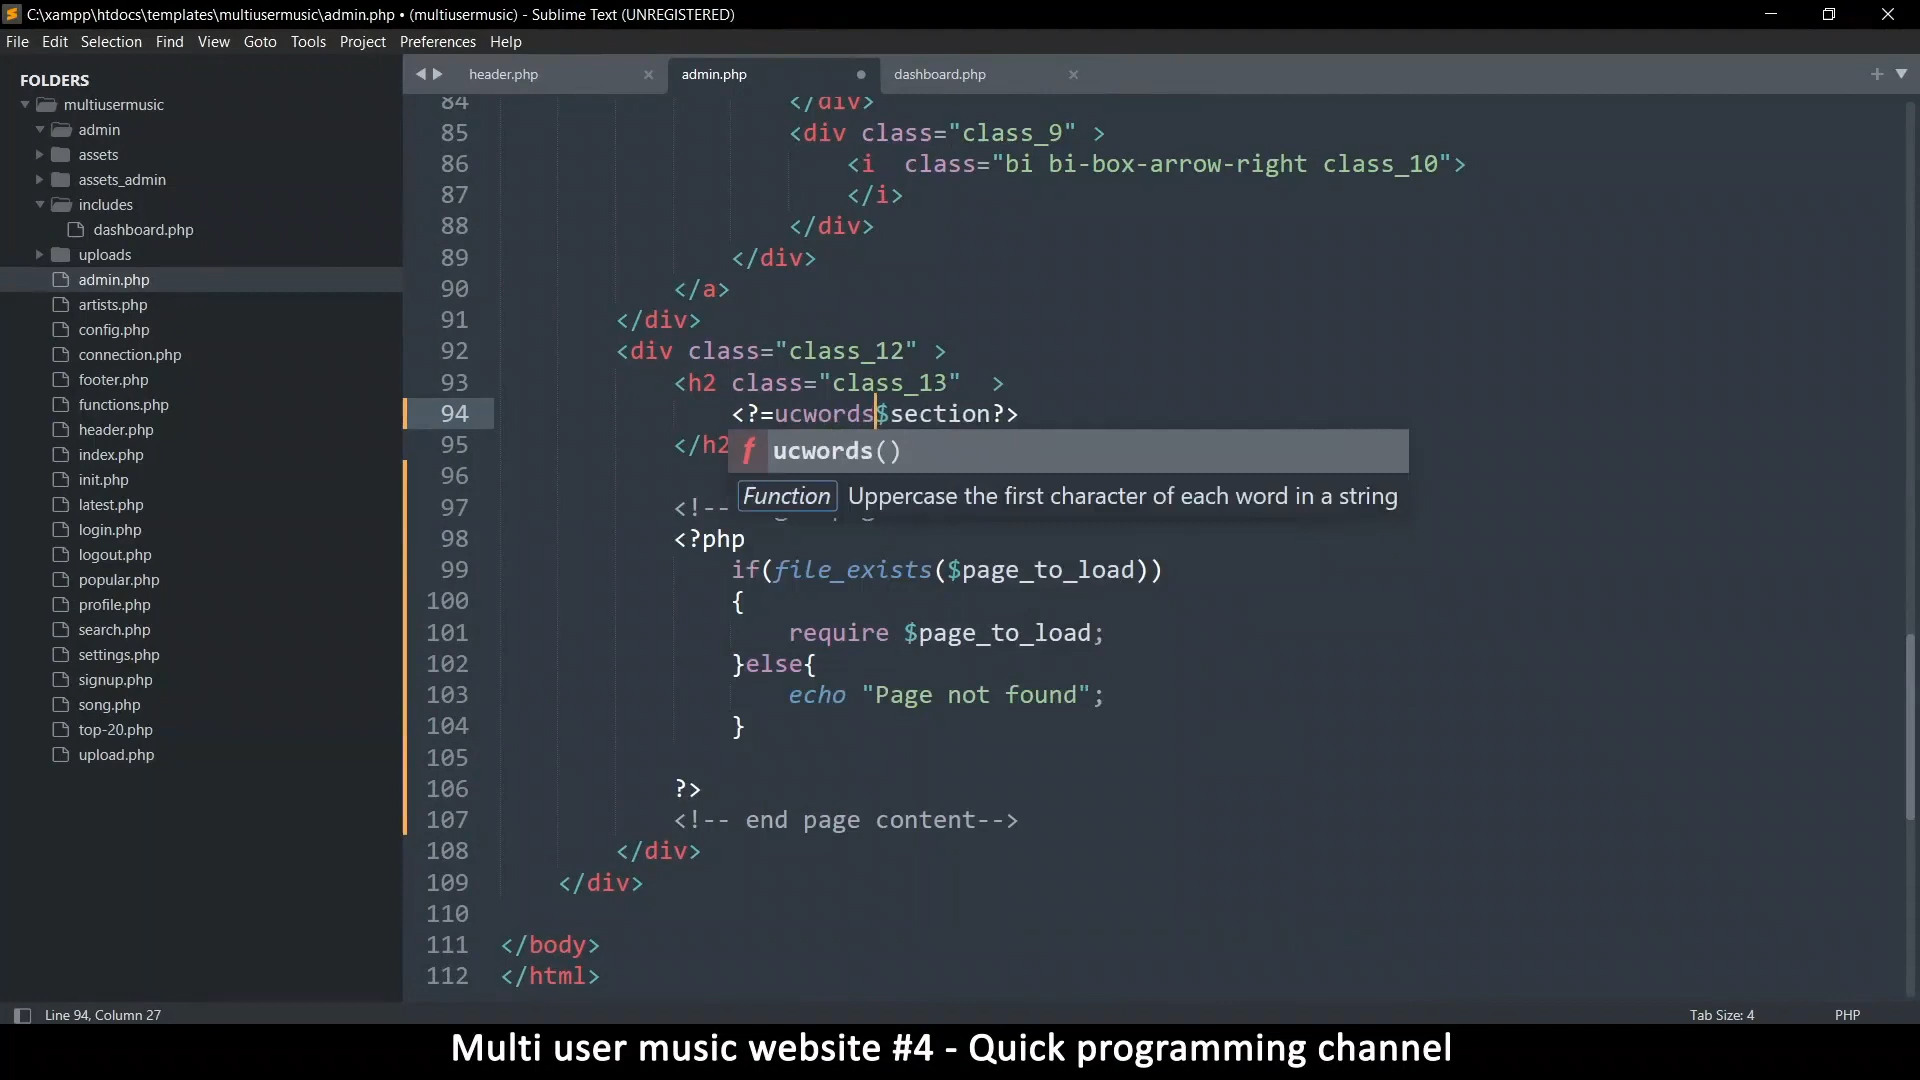 C:\xampp\htdocs\templates\multiusermusic\admin.php • (multiusermusic) - Sublime Text (UNREGISTERED)
File Edit Selection Find View Goto Tools Project Preferences Help
FOLDERS
multiusermusic
admin
assets
assets_admin
includes
dashboard.php
uploads
admin.php
artists.php
config.php
connection.php
footer.php
functions.php
header.php
index.php
init.php
latest.php
login.php
logout.php
popular.php
profile.php
search.php
settings.php
signup.php
song.php
top-20.php
upload.php
header.php admin.php dashboard.php
84 </div>
85 <div class="class_9" >
86 <i  class="bi bi-box-arrow-right class_10">
87 </i>
88 </div>
89 </div>
90 </a>
91 </div>
92 <div class="class_12" >
93 <h2 class="class_13"  >
94 <?=ucwords$section?>
95 </h2
ucwords()
96
Function Uppercase the first character of each word in a string
97 <!--
98 <?php
99 if(file_exists($page_to_load))
100 {
101 require $page_to_load;
102 }else{
103 echo "Page not found";
104 }
105
106 ?>
107 <!-- end page content-->
108 </div>
109 </div>
110
111 </body>
112 </html>
Line 94, Column 27 Tab Size: 4 PHP
Multi user music website #4 - Quick programming channel